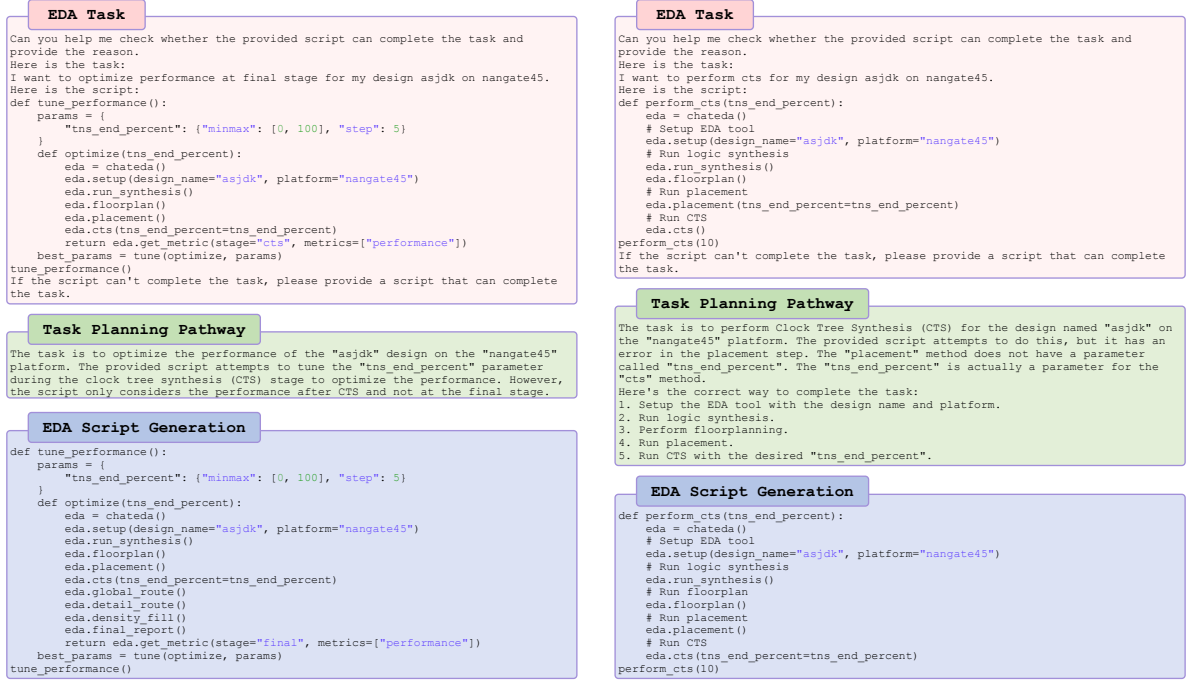 EDA Task
Can you help me check whether the provided script can complete the task and
provide the reason.
Here is the task:
I want to optimize performance at final stage for my design asjdk on nangate45.
Here is the script:
def tune_performance():
    params = {
        "tns_end_percent": {"minmax": [0, 100], "step": 5}
    }
    def optimize(tns_end_percent):
        eda = chateda()
        eda.setup(design_name="asjdk", platform="nangate45")
        eda.run_synthesis()
        eda.floorplan()
        eda.placement()
        eda.cts(tns_end_percent=tns_end_percent)
        return eda.get_metric(stage="cts", metrics=["performance"])
    best_params = tune(optimize, params)
tune_performance()
If the script can't complete the task, please provide a script that can complete
the task.
Task Planning Pathway
The task is to optimize the performance of the "asjdk" design on the "nangate45"
platform. The provided script attempts to tune the "tns_end_percent" parameter
during the clock tree synthesis (CTS) stage to optimize the performance. However,
the script only considers the performance after CTS and not at the final stage.
EDA Script Generation
def tune_performance():
    params = {
        "tns_end_percent": {"minmax": [0, 100], "step": 5}
    }
    def optimize(tns_end_percent):
        eda = chateda()
        eda.setup(design_name="asjdk", platform="nangate45")
        eda.run_synthesis()
        eda.floorplan()
        eda.placement()
        eda.cts(tns_end_percent=tns_end_percent)
        eda.global_route()
        eda.detail_route()
        eda.density_fill()
        eda.final_report()
        return eda.get_metric(stage="final", metrics=["performance"])
    best_params = tune(optimize, params)
tune_performance()
EDA Task
Can you help me check whether the provided script can complete the task and
provide the reason.
Here is the task:
I want to perform cts for my design asjdk on nangate45.
Here is the script:
def perform_cts(tns_end_percent):
    eda = chateda()
    # Setup EDA tool
    eda.setup(design_name="asjdk", platform="nangate45")
    # Run logic synthesis
    eda.run_synthesis()
    eda.floorplan()
    # Run placement
    eda.placement(tns_end_percent=tns_end_percent)
    # Run CTS
    eda.cts()
perform_cts(10)
If the script can't complete the task, please provide a script that can complete
the task.
Task Planning Pathway
The task is to perform Clock Tree Synthesis (CTS) for the design named "asjdk" on
the "nangate45" platform. The provided script attempts to do this, but it has an
error in the placement step. The "placement" method does not have a parameter
called "tns_end_percent". The "tns_end_percent" is actually a parameter for the
"cts" method.
Here's the correct way to complete the task:
1. Setup the EDA tool with the design name and platform.
2. Run logic synthesis.
3. Perform floorplanning.
4. Run placement.
5. Run CTS with the desired "tns_end_percent".
EDA Script Generation
def perform_cts(tns_end_percent):
    eda = chateda()
    # Setup EDA tool
    eda.setup(design_name="asjdk", platform="nangate45")
    # Run logic synthesis
    eda.run_synthesis()
    # Run floorplan
    eda.floorplan()
    # Run placement
    eda.placement()
    # Run CTS
    eda.cts(tns_end_percent=tns_end_percent)
perform_cts(10)